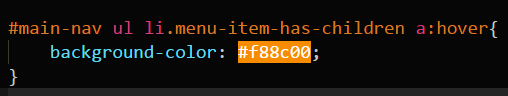 #main-nav ul li.menu-item-has-children a:hover{
background-color: #f88c00;
}